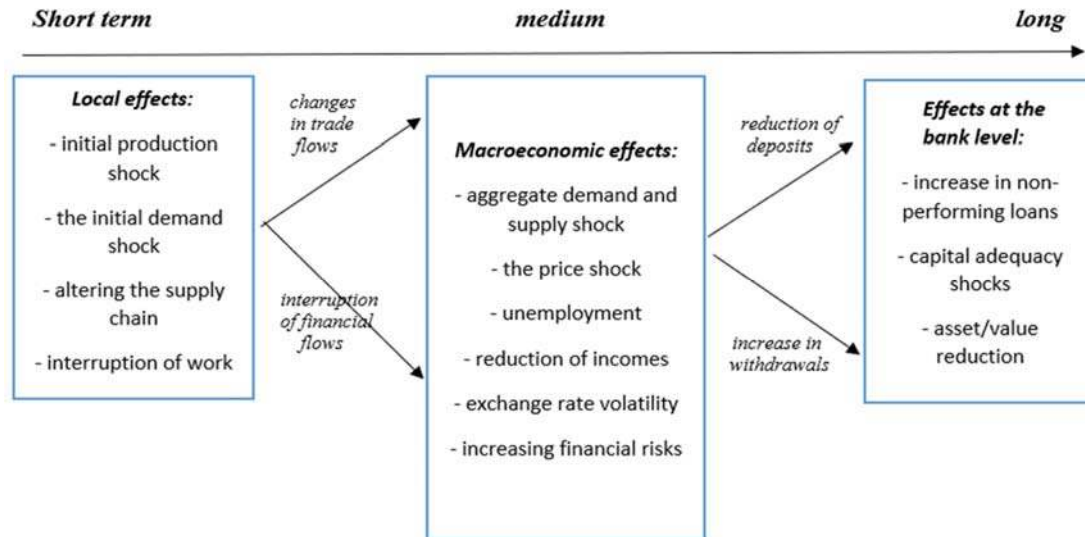 Short term medium long
Local effects:
- initial production
shock
- the initial demand
shock
- altering the supply
chain
- interruption of work
changes
in trade
flows
interruption
of financial
flows
Macroeconomic effects:
- aggregate demand and
supply shock
- the price shock
- unemployment
- reduction of incomes
- exchange rate volatility
- increasing financial risks
reduction of
deposits
increase in
withdrawals
Effects at the
bank level:
- increase in non-
performing loans
- capital adequacy
shocks
- asset/value
reduction